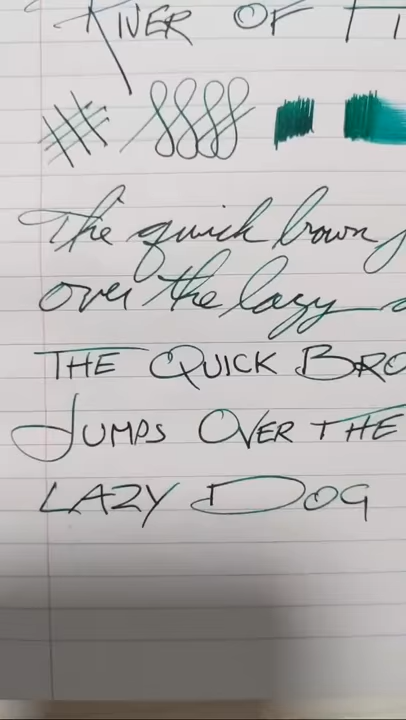 River of
The quick brown
over the lazy
THE QUICK BRO
JUMPS OVER THE
LAZY DOG